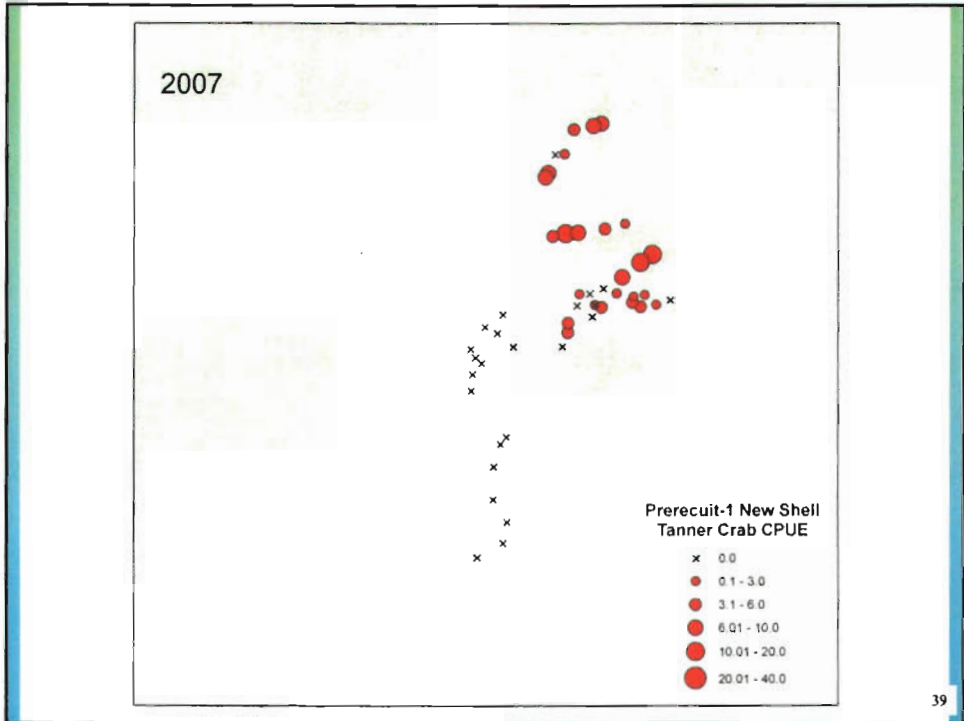 2007
Prerecuit-1 New Shell
Tanner Crab CPUE
× 0.0
0.1 - 3.0
3.1 - 6.0
6.01 - 10.0
10.01 - 20.0
20.01 - 40.0
39